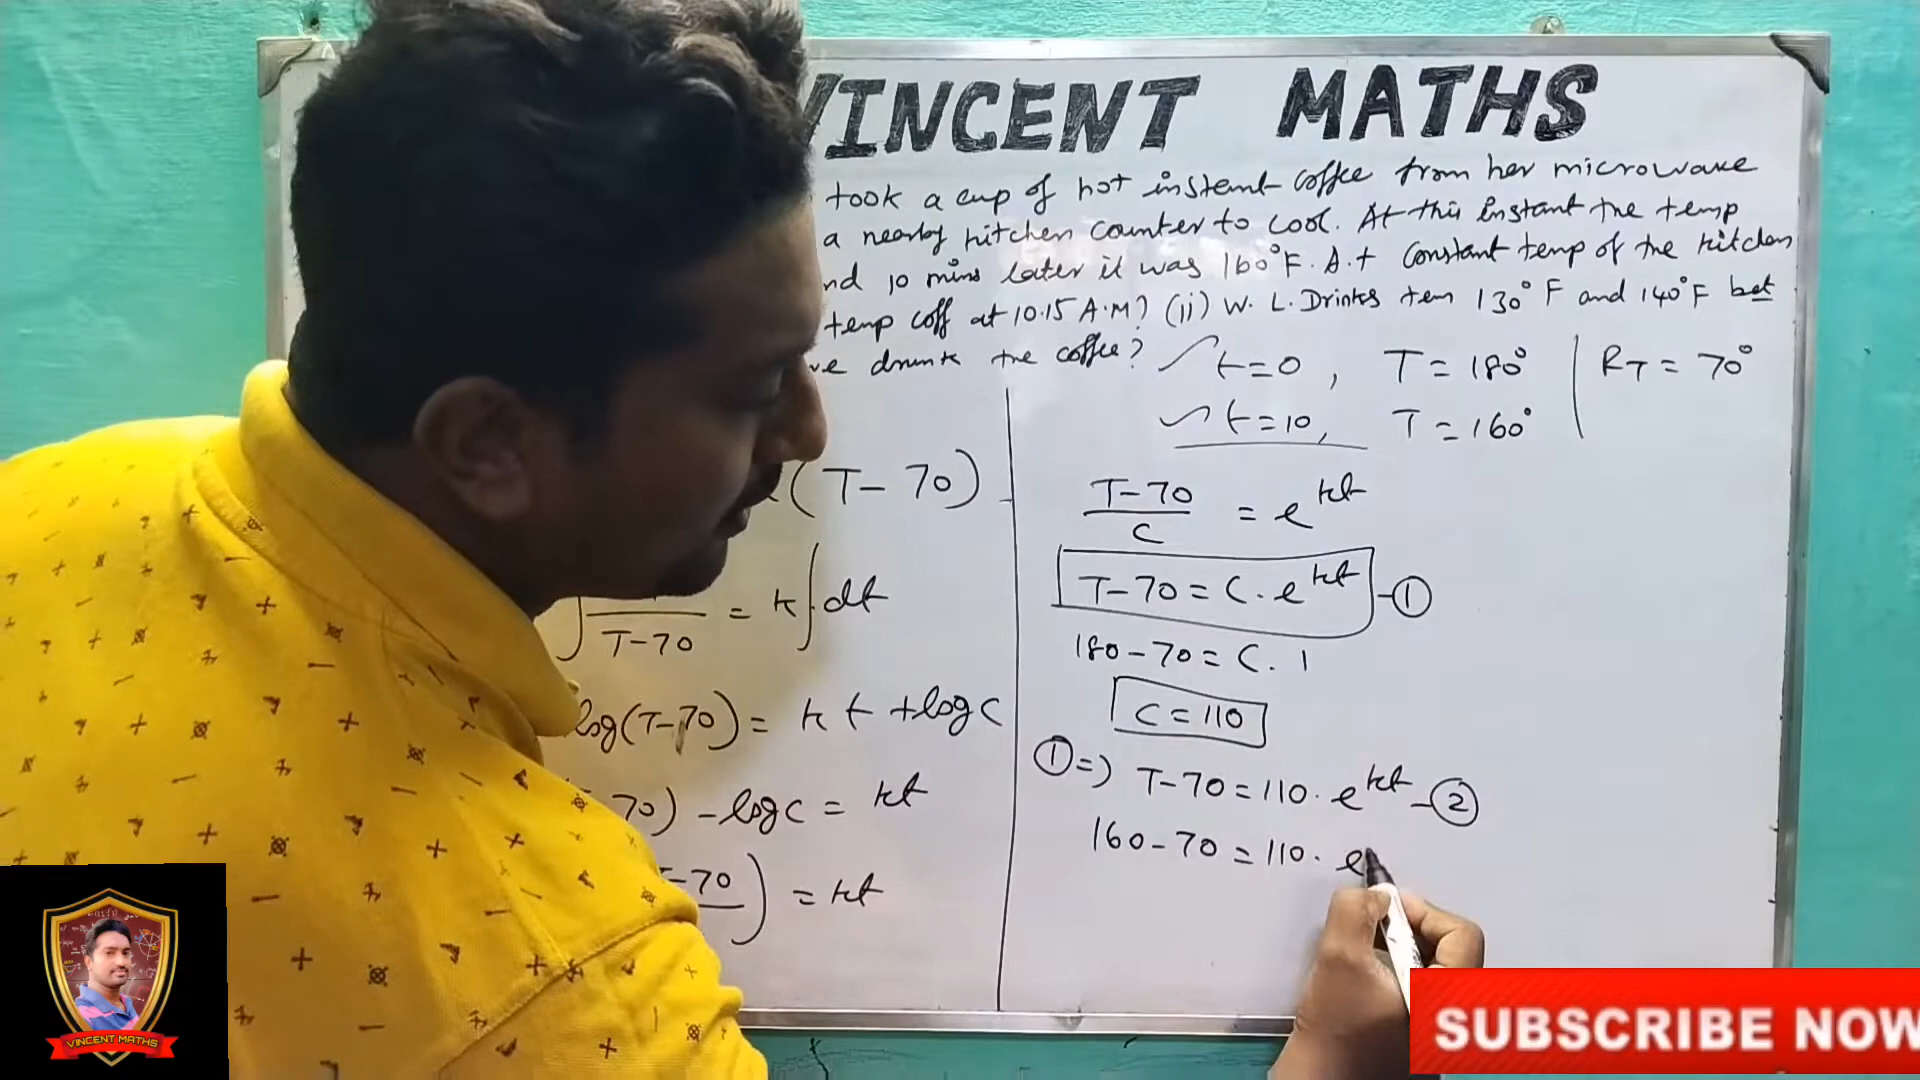 VINCENT MATHS
took a cup of hot instant coffee from her microwave
a nearby kitchen counter to cool. At this instant the temp
nd 10 mins later it was 160°F. A.t constant temp of the kitchen
temp coff at 10.15 A.M? (ii) W. L. Drinks tem 130°F and 140°F bet
ve drunk the coffee?
t=0, T=180°
RT=70°
t=10, T=160°
(T-70)
T-70 = k∫dt
log(T-70) = kt + log c
70) - log c = kt
-70) = kt
T-70/C = e^kt
T-70 = C.e^kt -①
180-70 = C.1
C=110
①=) T-70=110.e^kt -②
160-70=110.e
VINCENT MATHS
SUBSCRIBE NOW